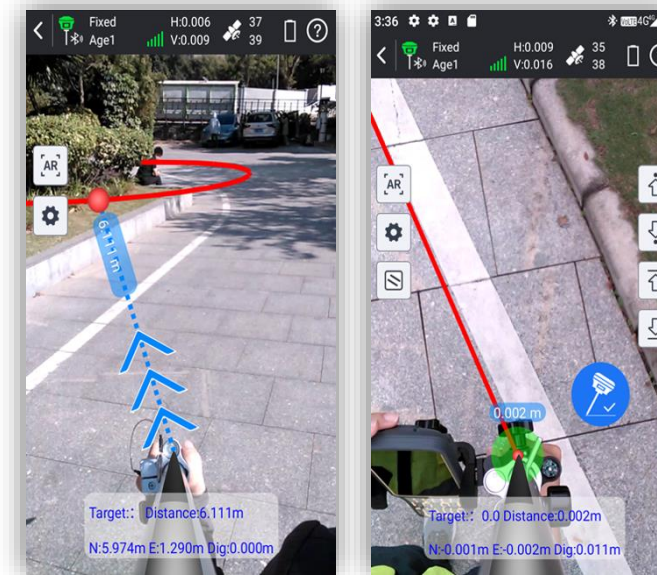 Fixed
Age1
H:0.006
V:0.009
37
39
?
AR
6.111 m
Target:: Distance:6.111m
N:5.974m E:1.290m Dig:0.000m
3:36
4G
Fixed
Age1
H:0.009
V:0.016
35
38
AR
0.002 m
Target:: 0.0 Distance:0.002m
N:-0.001m E:-0.002m Dig:0.011m